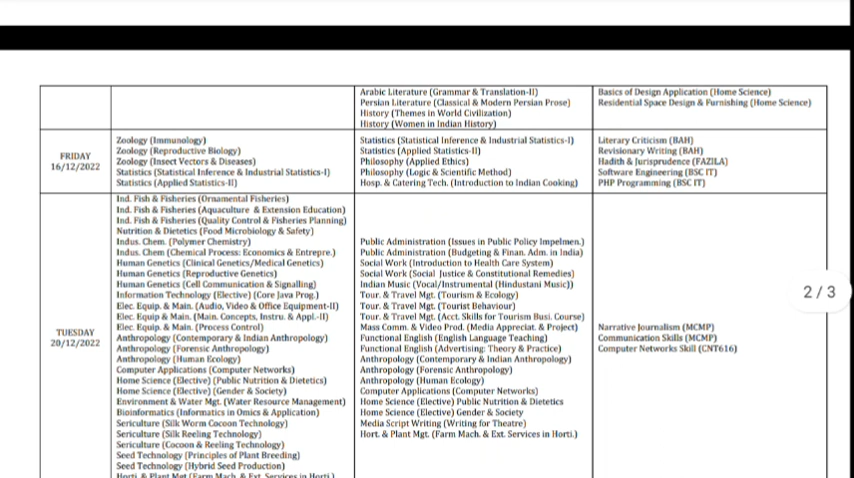 Arabic Literature (Grammar & Translation-II)
Persian Literature (Classical & Modern Persian Prose)
History (Themes in World Civilization)
History (Women in Indian History)
Basics of Design Application (Home Science)
Residential Space Design & Furnishing (Home Science)
FRIDAY
16/12/2022
Zoology (Immunology)
Zoology (Reproductive Biology)
Zoology (Insect Vectors & Diseases)
Statistics (Statistical Inference & Industrial Statistics-I)
Statistics (Applied Statistics-II)
Statistics (Statistical Inference & Industrial Statistics-I)
Statistics (Applied Statistics-II)
Philosophy (Applied Ethics)
Philosophy (Logic & Scientific Method)
Hosp. & Catering Tech. (Introduction to Indian Cooking)
Literary Criticism (BAH)
Revisionary Writing (BAH)
Hadith & Jurisprudence (FAZILA)
Software Engineering (BSC IT)
PHP Programming (BSC IT)
TUESDAY
20/12/2022
Ind. Fish & Fisheries (Ornamental Fisheries)
Ind. Fish & Fisheries (Aquaculture & Extension Education)
Ind. Fish & Fisheries (Quality Control & Fisheries Planning)
Nutrition & Dietetics (Food Microbiology & Safety)
Indus. Chem. (Polymer Chemistry)
Indus. Chem (Chemical Process: Economics & Entrepre.)
Human Genetics (Clinical Genetics/Medical Genetics)
Human Genetics (Reproductive Genetics)
Human Genetics (Cell Communication & Signalling)
Information Technology (Elective) (Core Java Prog.)
Elec. Equip. & Main. (Audio, Video & Office Equipment-II)
Elec. Equip & Main. (Main. Concepts, Instru. & Appl.-II)
Elec. Equip & Main. (Process Control)
Anthropology (Contemporary & Indian Anthropology)
Anthropology (Forensic Anthropology)
Anthropology (Human Ecology)
Computer Applications (Computer Networks)
Home Science (Elective) (Public Nutrition & Dietetics)
Home Science (Elective) (Gender & Society)
Environment & Water Mgt. (Water Resource Management)
Bioinformatics (Informatics in Omics & Application)
Sericulture (Silk Worm Cocoon Technology)
Sericulture (Silk Reeling Technology)
Sericulture (Cocoon & Reeling Technology)
Seed Technology (Principles of Plant Breeding)
Seed Technology (Hybrid Seed Production)
Horti. & Plant Mgt (Farm Mach. & Ext. Services in Horti.)
Public Administration (Issues in Public Policy Impelmen.)
Public Administration (Budgeting & Finan. Adm. in India)
Social Work (Introduction to Health Care System)
Social Work (Social Justice & Constitutional Remedies)
Indian Music (Vocal/Instrumental (Hindustani Music))
Tour. & Travel Mgt. (Tourism & Ecology)
Tour. & Travel Mgt. (Tourist Behaviour)
Tour. & Travel Mgt. (Acct. Skills for Tourism Busi. Course)
Mass Comm. & Video Prod. (Media Appreciat. & Project)
Functional English (English Language Teaching)
Functional English (Advertising: Theory & Practice)
Anthropology (Contemporary & Indian Anthropology)
Anthropology (Forensic Anthropology)
Anthropology (Human Ecology)
Computer Applications (Computer Networks)
Home Science (Elective) Public Nutrition & Dietetics
Home Science (Elective) Gender & Society
Media Script Writing (Writing for Theatre)
Hort. & Plant Mgt. (Farm Mach. & Ext. Services in Horti.)
Narrative Journalism (MCMP)
Communication Skills (MCMP)
Computer Networks Skill (CNT616)
2 / 3